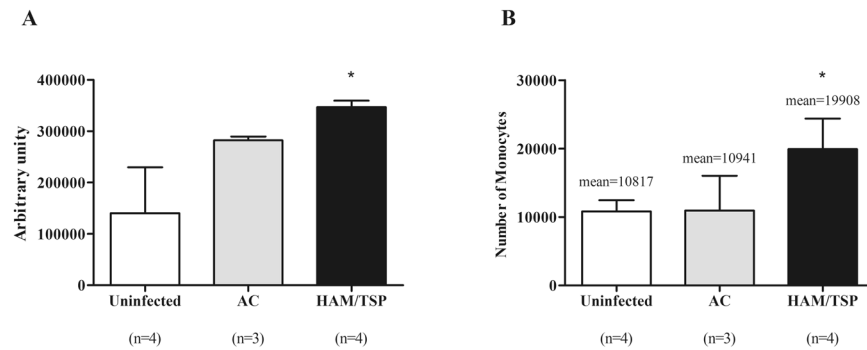 A
Arbitrary unity
400000
300000
200000
100000
0
*
Uninfected AC HAM/TSP
(n=4) (n=3) (n=4)
B
Number of Monocytes
30000
20000
10000
0
*
mean=19908
mean=10941
mean=10817
Uninfected AC HAM/TSP
(n=4) (n=3) (n=4)